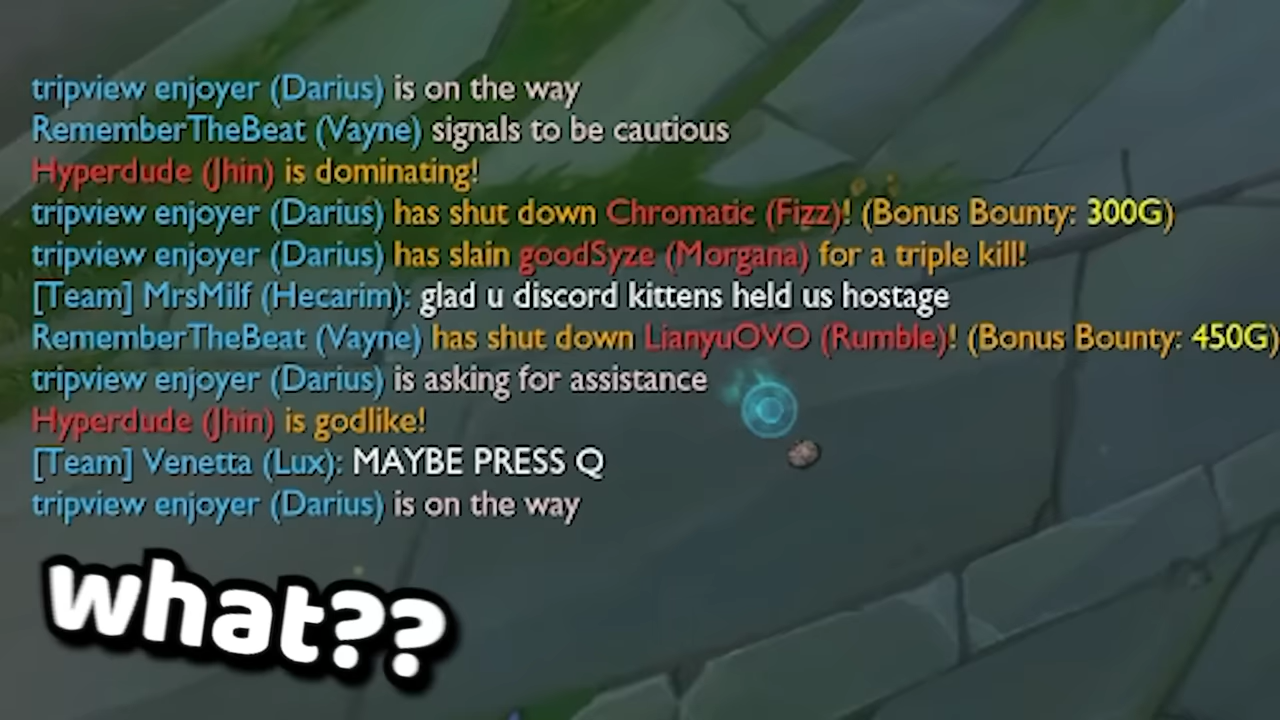 tripview enjoyer (Darius) is on the way
RememberTheBeat (Vayne) signals to be cautious
Hyperdude (Jhin) is dominating!
tripview enjoyer (Darius) has shut down Chromatic (Fizz)! (Bonus Bounty: 300G)
tripview enjoyer (Darius) has slain goodSyze (Morgana) for a triple kill!
[Team] MrsMilf (Hecarim): glad u discord kittens held us hostage
RememberTheBeat (Vayne) has shut down LianyuOVO (Rumble)! (Bonus Bounty: 450G)
tripview enjoyer (Darius) is asking for assistance
Hyperdude (Jhin) is godlike!
[Team] Venetta (Lux): MAYBE PRESS Q
tripview enjoyer (Darius) is on the way
what??